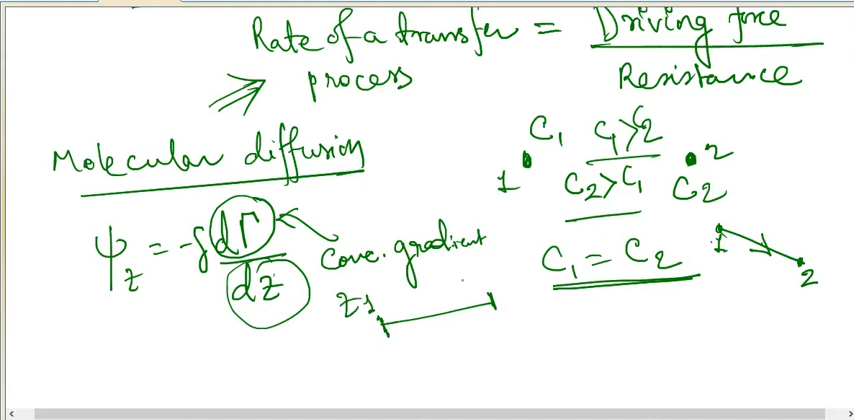 Rate of a transfer = Driving force
process Resistance
Molecular diffusion
C₁ C₁>C₂
1 2
C₂>C₁ C₂
ψz = -δ dΓ/dz
Conc. gradient
C₁ = C₂
1
2
z1